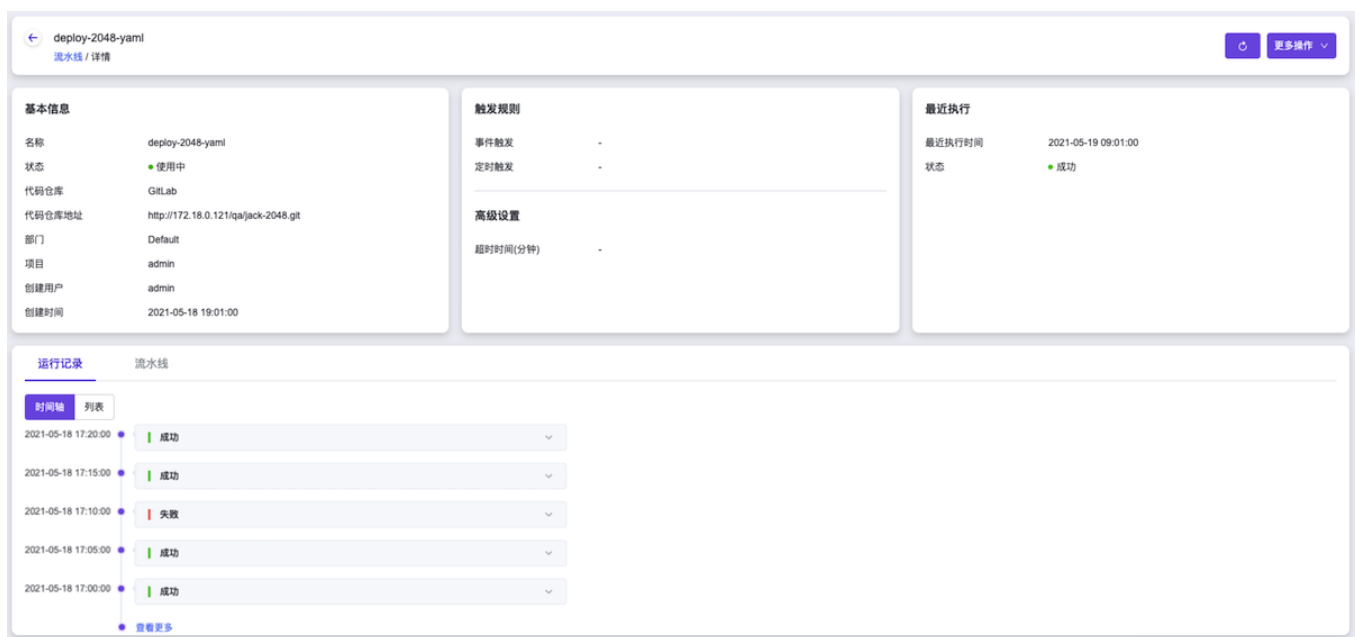 deploy-2048-yaml
流水线 / 详情
更多操作
基本信息
名称 deploy-2048-yaml
状态 使用中
代码仓库 GitLab
代码仓库地址 http://172.18.0.121/qa/jack-2048.git
部门 Default
项目 admin
创建用户 admin
创建时间 2021-05-18 19:01:00
触发规则
事件触发 -
定时触发 -
高级设置
超时时间(分钟) -
最近执行
最近执行时间 2021-05-19 09:01:00
状态 成功
运行记录 流水线
时间轴 列表
2021-05-18 17:20:00 成功
2021-05-18 17:15:00 成功
2021-05-18 17:10:00 失败
2021-05-18 17:05:00 成功
2021-05-18 17:00:00 成功
查看更多